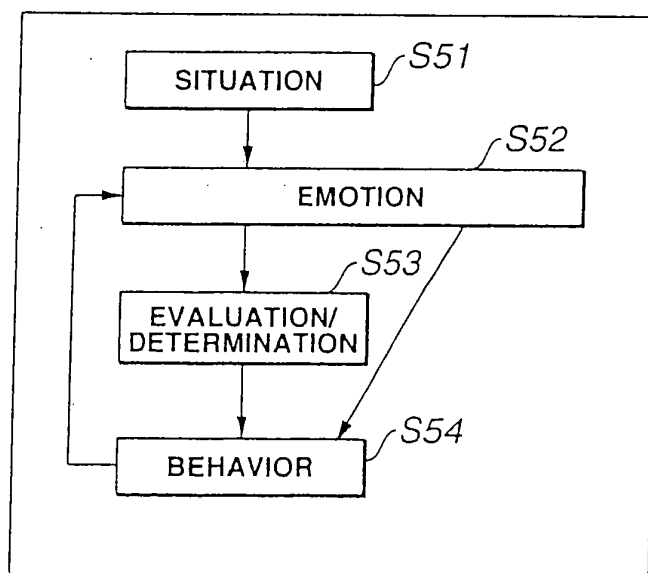 S51
SITUATION
S52
EMOTION
S53
EVALUATION/
DETERMINATION
S54
BEHAVIOR